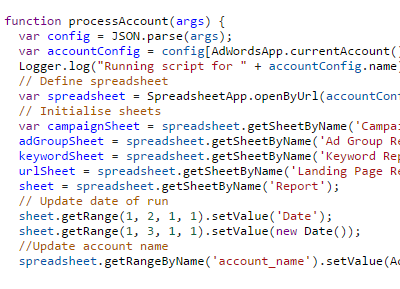 function processAccount(args) {
var config = JSON.parse(args);
var accountConfig = config[AdWordsApp.currentAccount()
Logger.log("Running script for " + accountConfig.name
// Define spreadsheet
var spreadsheet = SpreadsheetApp.openByUrl(accountConf
// Initialise sheets
var campaignSheet = spreadsheet.getSheetByName('Campai
adGroupSheet = spreadsheet.getSheetByName('Ad Group Re
keywordSheet = spreadsheet.getSheetByName('Keyword Rep
urlSheet = spreadsheet.getSheetByName('Landing Page Re
sheet = spreadsheet.getSheetByName('Report');
// Update date of run
sheet.getRange(1, 2, 1, 1).setValue('Date');
sheet.getRange(1, 3, 1, 1).setValue(new Date());
//Update account name
spreadsheet.getRangeByName('account_name').setValue(Ad